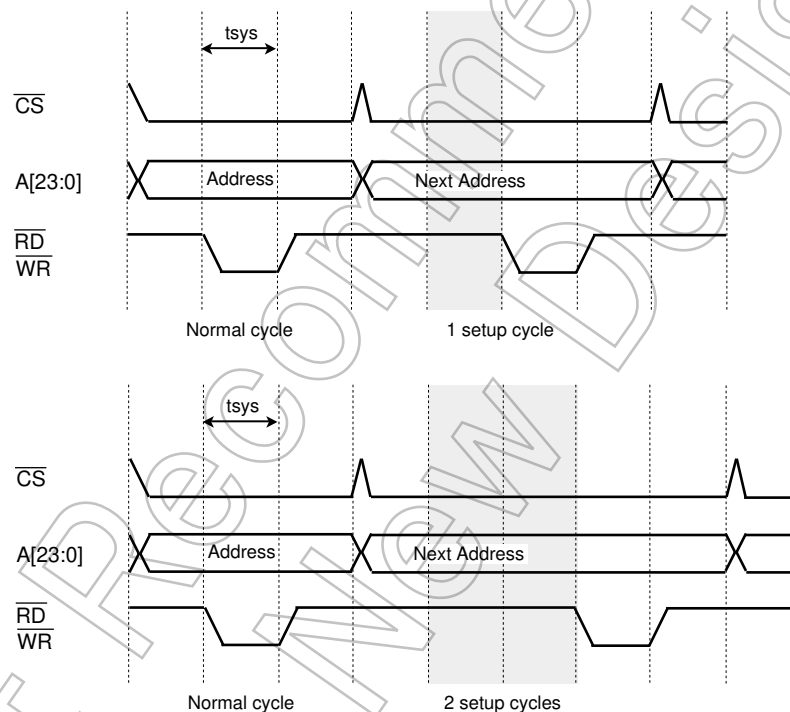 tsys
CS
A[23:0]
Address
Next Address
RD
WR
Normal cycle
1 setup cycle
tsys
CS
A[23:0]
Address
Next Address
RD
WR
Normal cycle
2 setup cycles
New